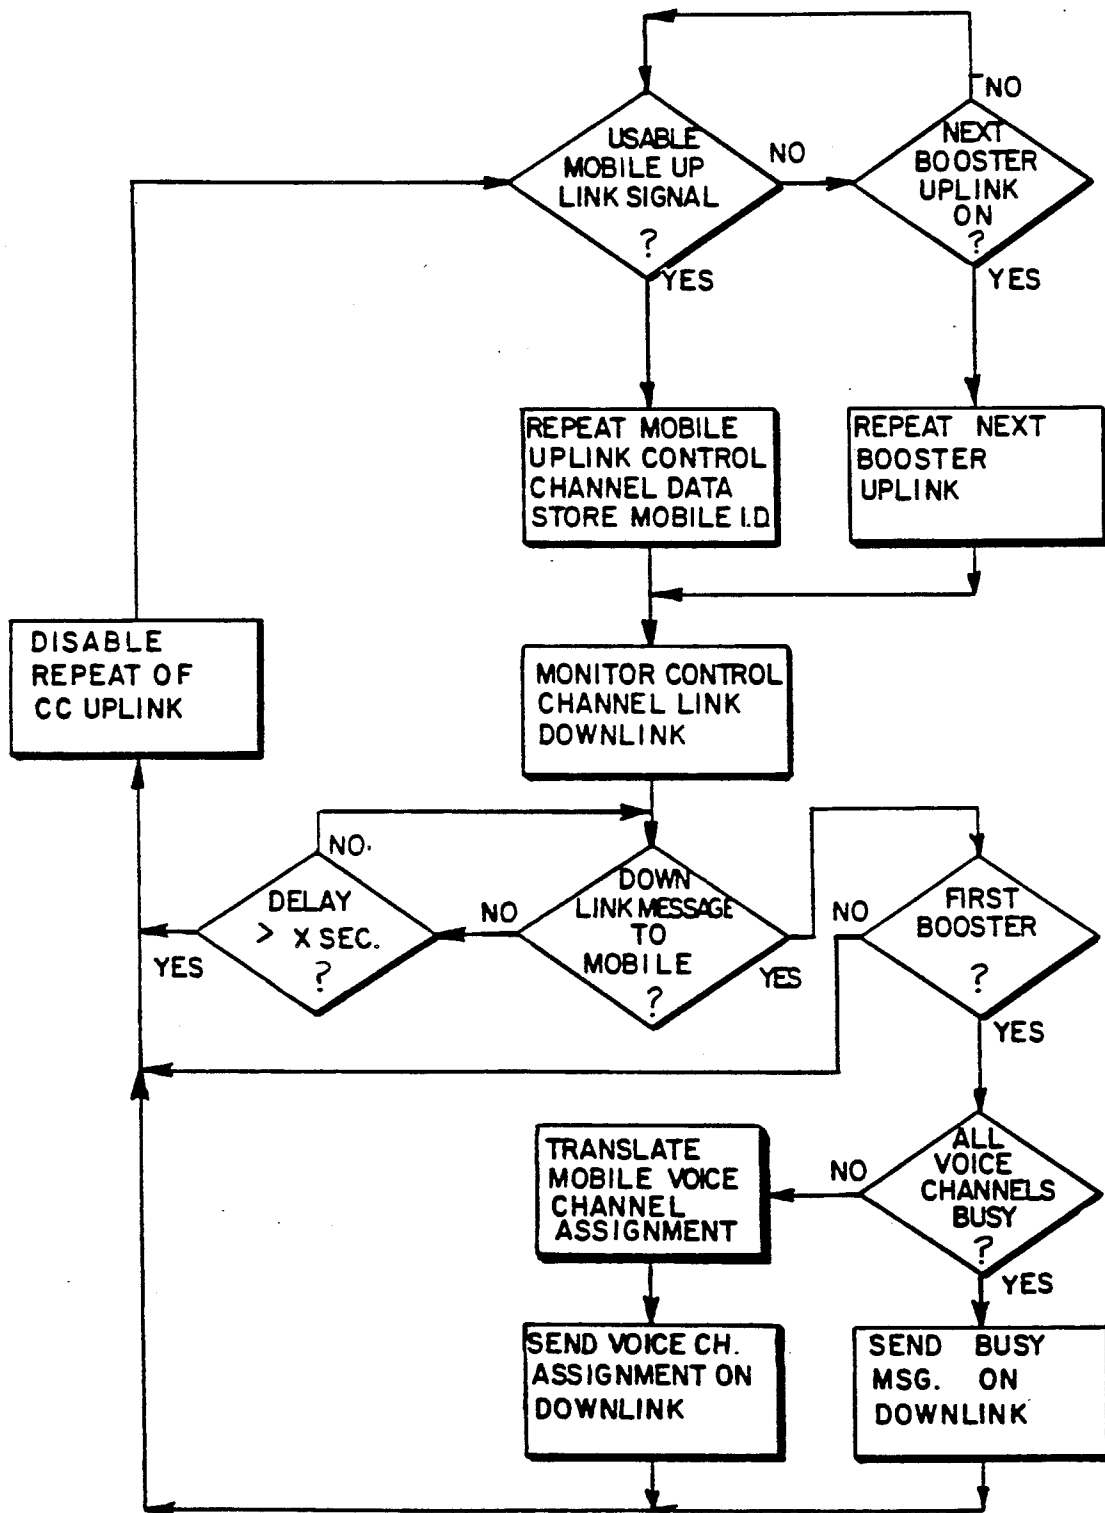 USABLE
MOBILE UP
LINK SIGNAL
?
NO
YES
NO
NEXT
BOOSTER
UPLINK
ON
?
YES
REPEAT MOBILE
UPLINK CONTROL
CHANNEL DATA
STORE MOBILE I.D.
REPEAT NEXT
BOOSTER
UPLINK
DISABLE
REPEAT OF
CC UPLINK
MONITOR CONTROL
CHANNEL LINK
DOWNLINK
NO
DELAY
> X SEC.
?
YES
NO
DOWN
LINK MESSAGE
TO
MOBILE
?
YES
NO
FIRST
BOOSTER
?
YES
TRANSLATE
MOBILE VOICE
CHANNEL
ASSIGNMENT
NO
ALL
VOICE
CHANNELS
BUSY
?
YES
SEND VOICE CH.
ASSIGNMENT ON
DOWNLINK
SEND BUSY
MSG. ON
DOWNLINK